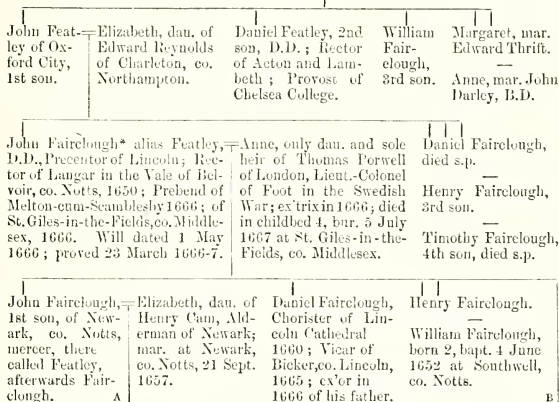 John Feat-
ley of Ox-
ford City,
1st son.
Elizabeth, dau. of
Edward Reynolds
of Charleton, co.
Northampton.
Daniel Featley, 2nd
son, D.D. ; Rector
of Acton and Lam-
beth ; Provost of
Chelsea College.
William
Fair-
clough,
3rd son.
Margaret, mar.
Edward Thrift.
—
Anne, mar. John
Darley, B.D.
John Fairclough* alias Featley,
D.D., Precentor of Lincoln; Rec-
tor of Langar in the Vale of Bel-
voir, co. Notts, 1650 ; Prebend of
Melton-cum-Scamblesby 1666 ; of
St. Giles-in-the-Fields, co. Middle-
sex, 1666. Will dated 1 May
1666 ; proved 23 March 1666-7.
Anne, only dau. and sole
heir of Thomas Porwell
of London, Lieut.-Colonel
of Foot in the Swedish
War; ex'trix in 1666; died
in childbed 4, bur. 5 July
1667 at St. Giles-in-the-
Fields, co. Middlesex.
Daniel Fairclough,
died s.p.
—
Henry Fairclough,
3rd son.
—
Timothy Fairclough,
4th son, died s.p.
John Fairclough,
1st son, of New-
ark, co. Notts,
mercer, there
called Featley,
afterwards Fair-
clough. A
Elizabeth, dau. of
Henry Cam, Ald-
erman of Newark;
mar. at Newark,
co. Notts, 21 Sept.
1657.
Daniel Fairclough,
Chorister of Lin-
coln Cathedral
1660 ; Vicar of
Bicker, co. Lincoln,
1665 ; ex'or in
1666 of his father.
Henry Fairclough.
—
William Fairclough,
born 2, bapt. 4 June
1652 at Southwell,
co. Notts.
B